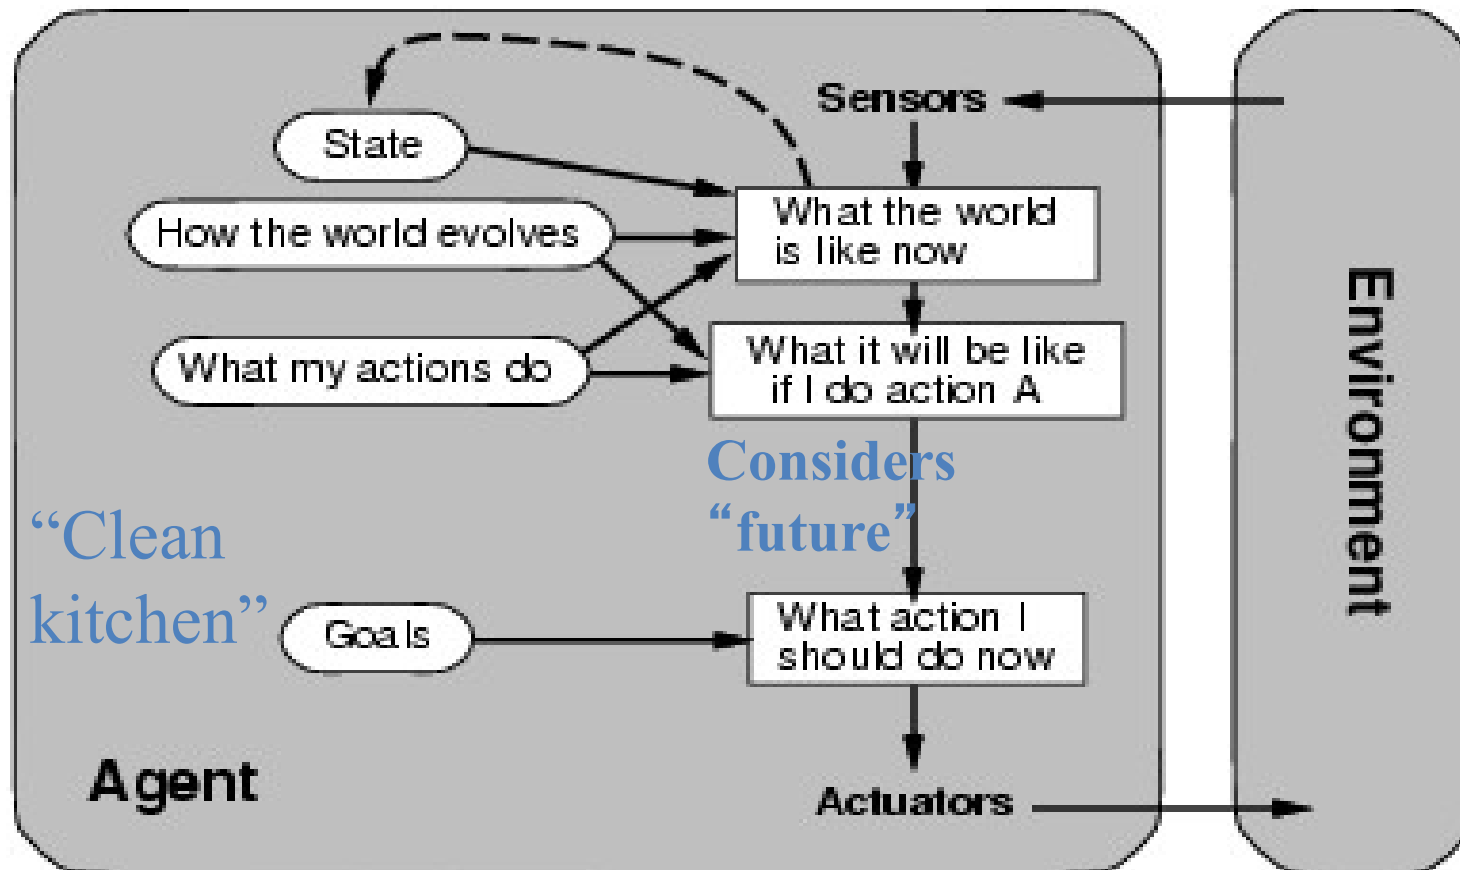 Sensors
State
What the world
is like now
How the world evolves
What it will be like
if I do action A
What my actions do
Considers
“future”
“Clean
kitchen”
Goals
What action I
should do now
Agent
Actuators
Environment